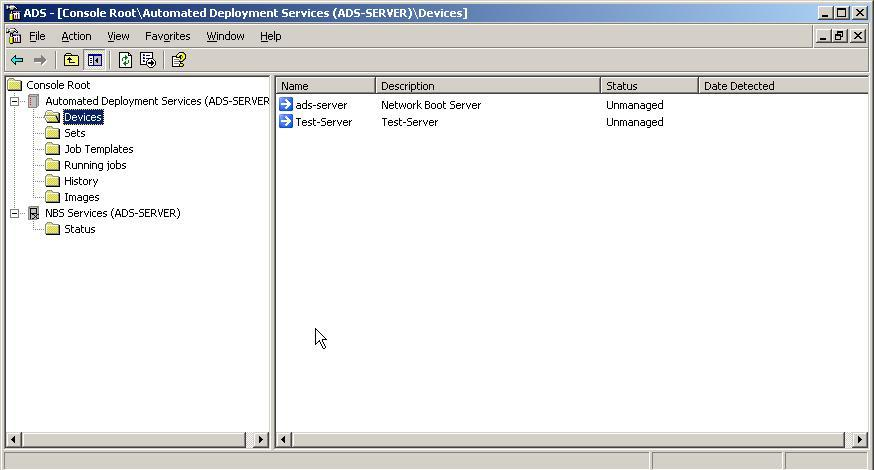 ADS - [Console Root\Automated Deployment Services (ADS-SERVER)\Devices]
File Action View Favorites Window Help
Console Root
Automated Deployment Services (ADS-SERVER
Devices
Sets
Job Templates
Running jobs
History
Images
NBS Services (ADS-SERVER)
Status
Name Description Status Date Detected
ads-server Network Boot Server Unmanaged
Test-Server Test-Server Unmanaged